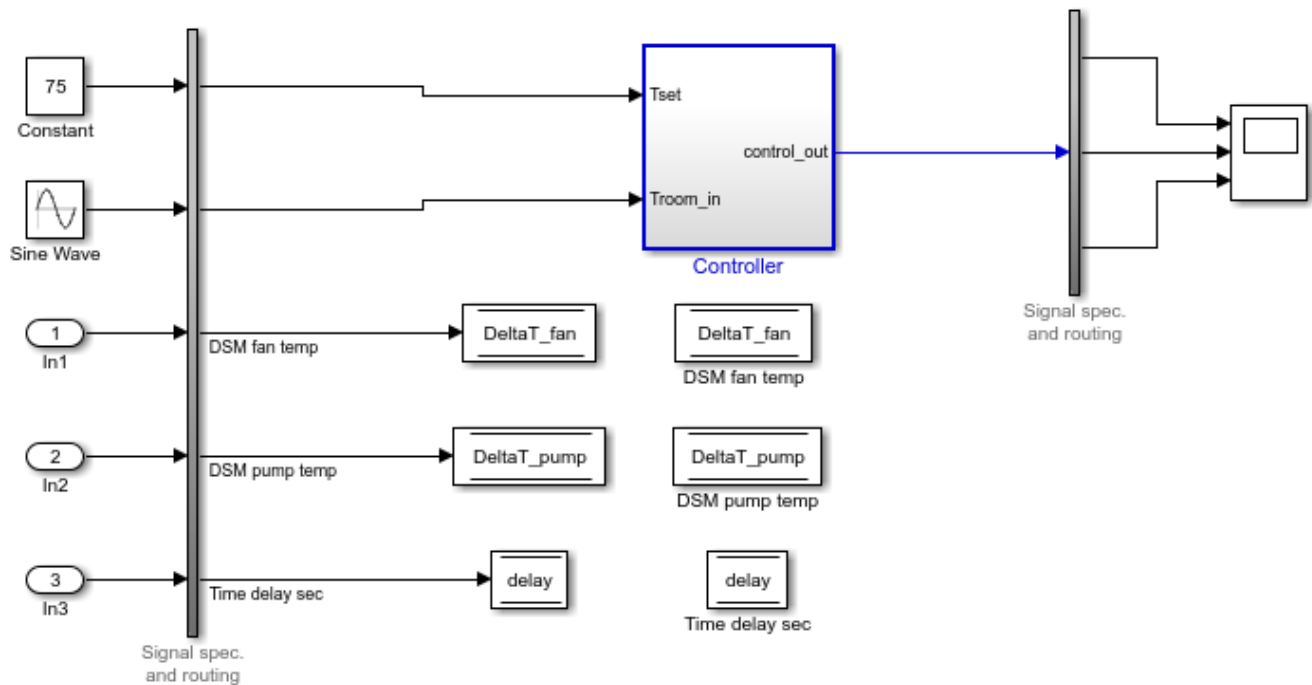 75
Constant
Tset
control_out
Troom_in
Controller
Sine Wave
Signal spec.
and routing
1
In1
DSM fan temp
DeltaT_fan
DeltaT_fan
DSM fan temp
2
In2
DSM pump temp
DeltaT_pump
DeltaT_pump
DSM pump temp
3
In3
Time delay sec
delay
delay
Time delay sec
Signal spec.
and routing